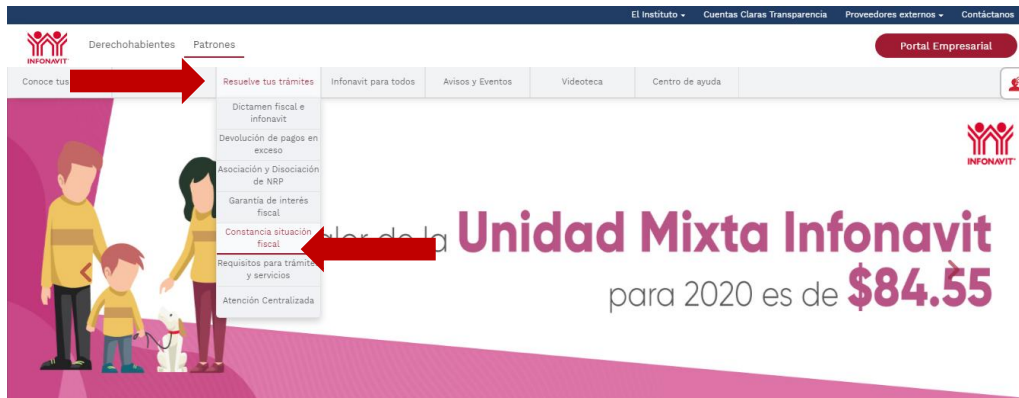 El Instituto Cuentas Claras Transparencia Proveedores externos Contáctanos
INFONAVIT
Derechohabientes Patrones
Portal Empresarial
Conoce tus Resuelve tus trámites Infonavit para todos Avisos y Eventos Videoteca Centro de ayuda
Dictamen fiscal e
infonavit
Devolución de pagos en
exceso
Asociación y Disociación
de NRP
Garantía de interés
fiscal
Constancia situación
fiscal
Requisitos para trámites
y servicios
Atención Centralizada
INFONAVIT
la Unidad Mixta Infonavit
para 2020 es de $84.55